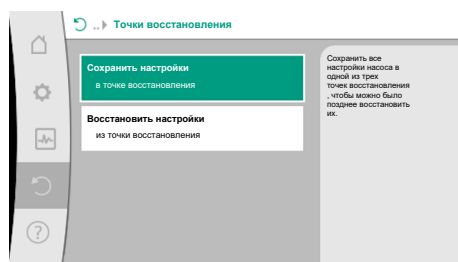 .. Точки восстановления
Сохранить настройки
в точке восстановления
Восстановить настройки
из точки восстановления
Сохранить все
настройки насоса в
одной из трех
точек восстановления
, чтобы можно было
позднее восстановить
их.
?